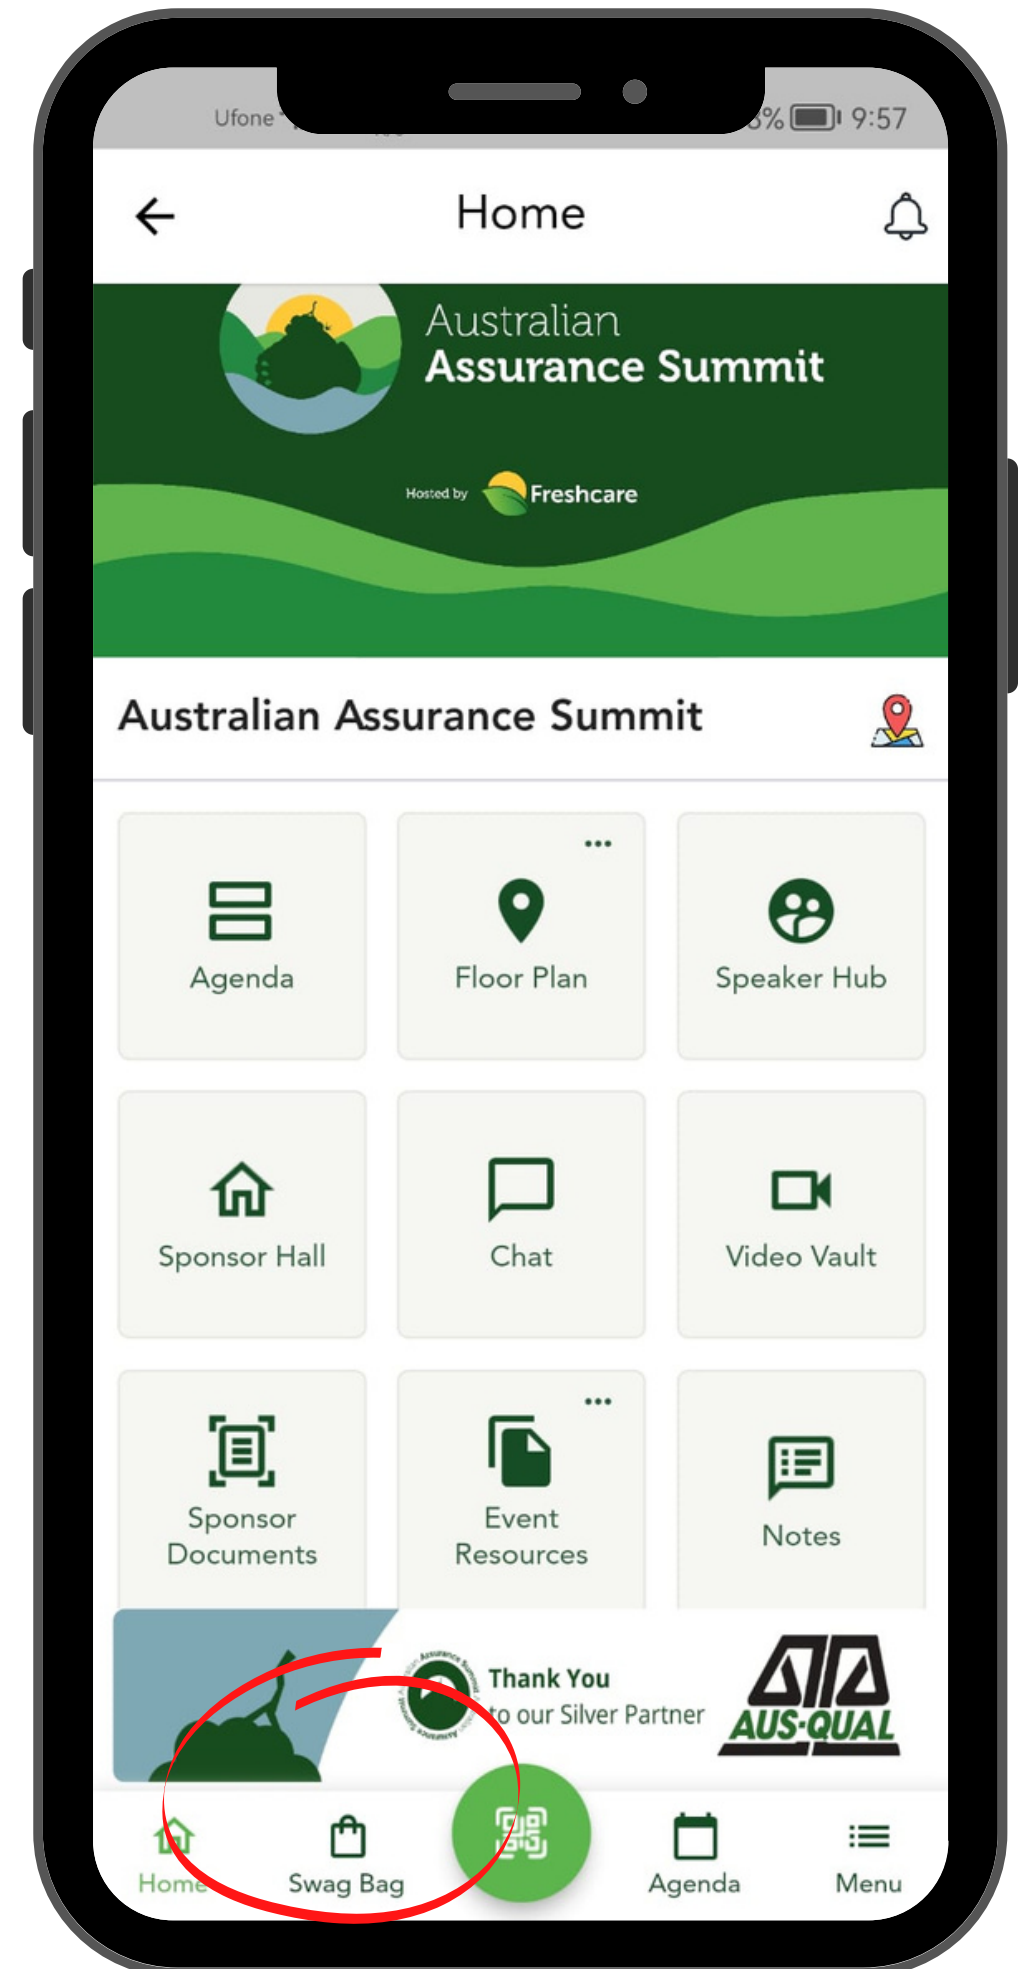 Ufone
% 9:57
Home
Australian
Assurance Summit
Hosted by Freshcare
Australian Assurance Summit
Agenda
Floor Plan
Speaker Hub
Sponsor Hall
Chat
Video Vault
Sponsor
Documents
Event
Resources
Notes
Thank You
to our Silver Partner
AUS-QUAL
Home
Swag Bag
Agenda
Menu